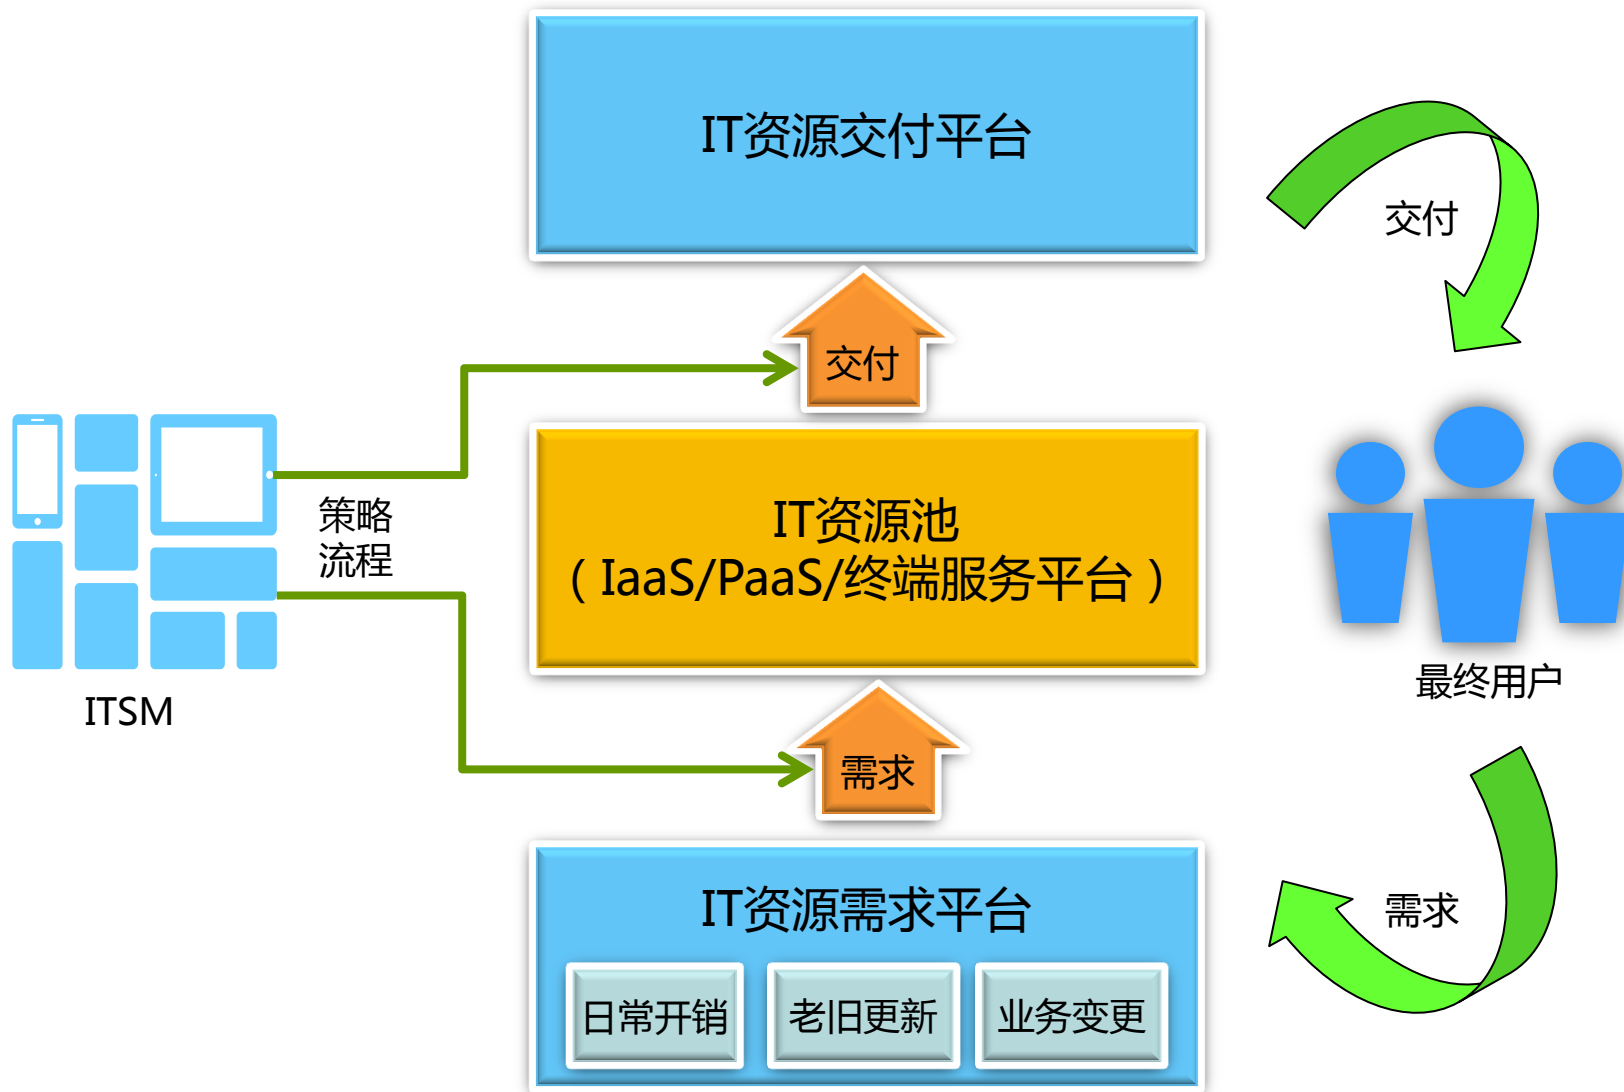 IT资源交付平台
交付
交付
策略
流程
IT资源池
（IaaS/PaaS/终端服务平台）
ITSM
最终用户
需求
IT资源需求平台
需求
日常开销
老旧更新
业务变更